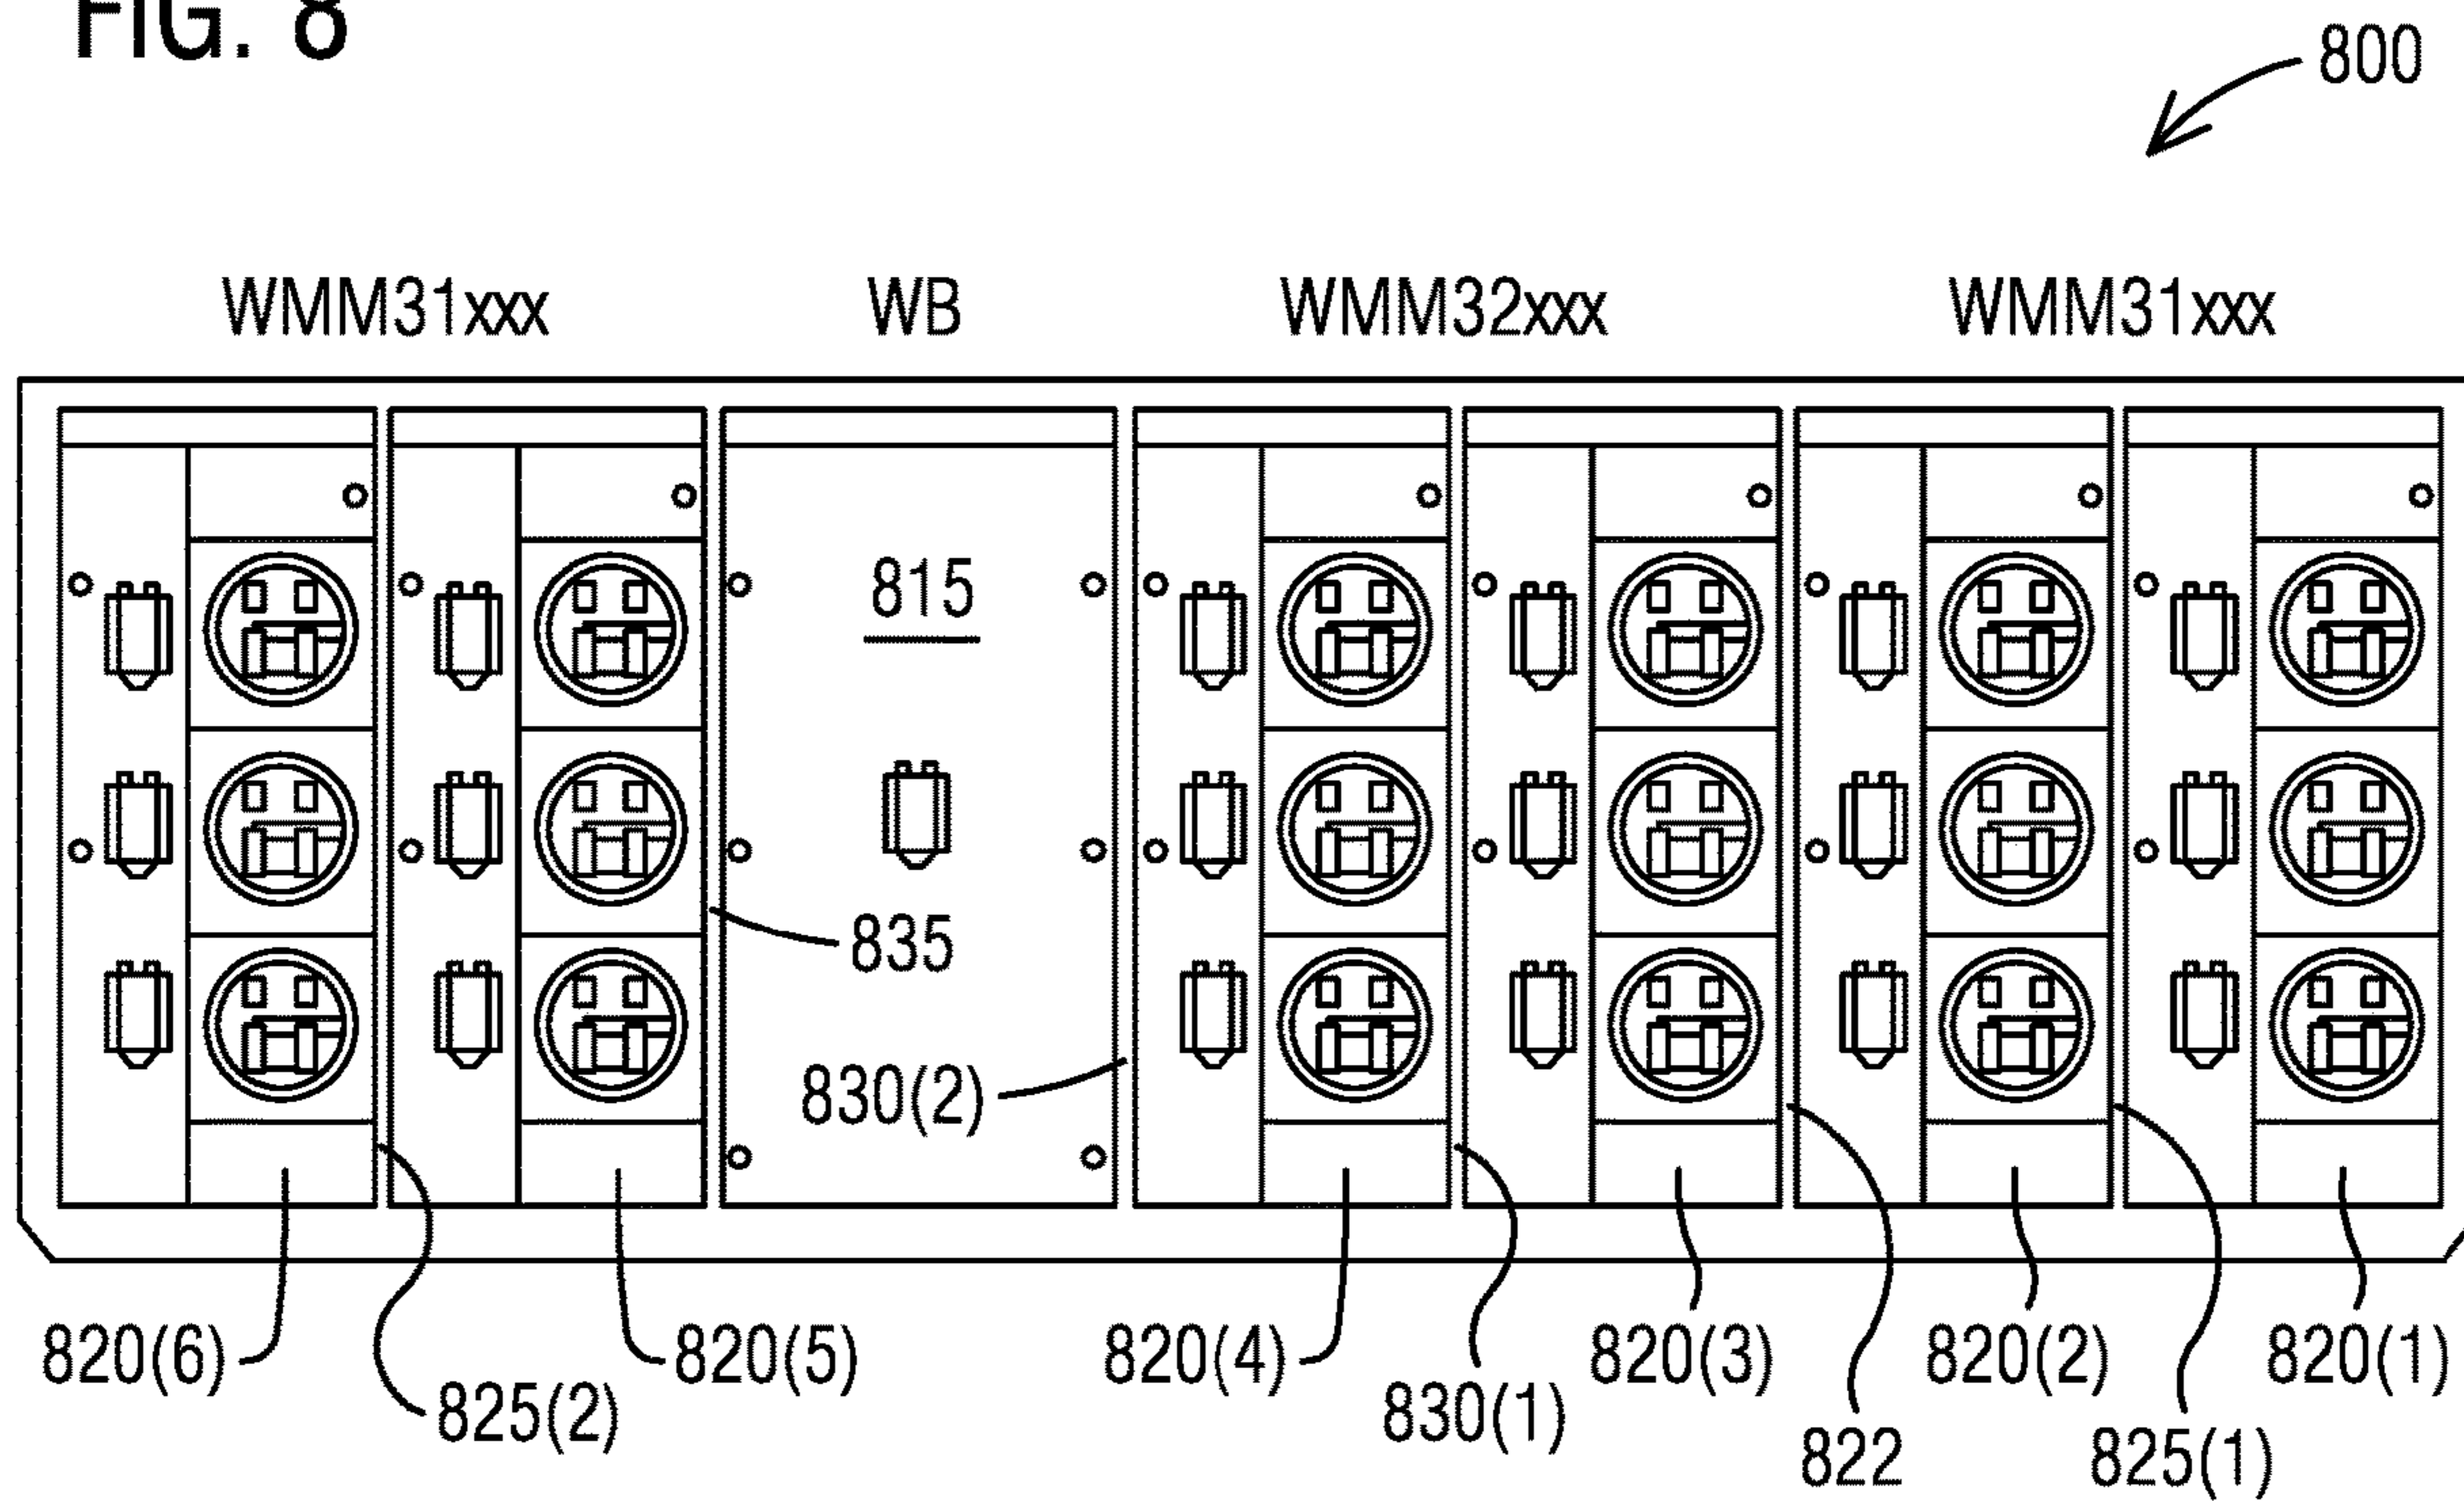 FIG. 8
800
WMM31xxx WB WMM32xxx WMM31xxx
815
835
830(2)
820(6) 820(5) 820(4) 820(3) 820(2) 820(1)
825(2) 830(1) 822 825(1)